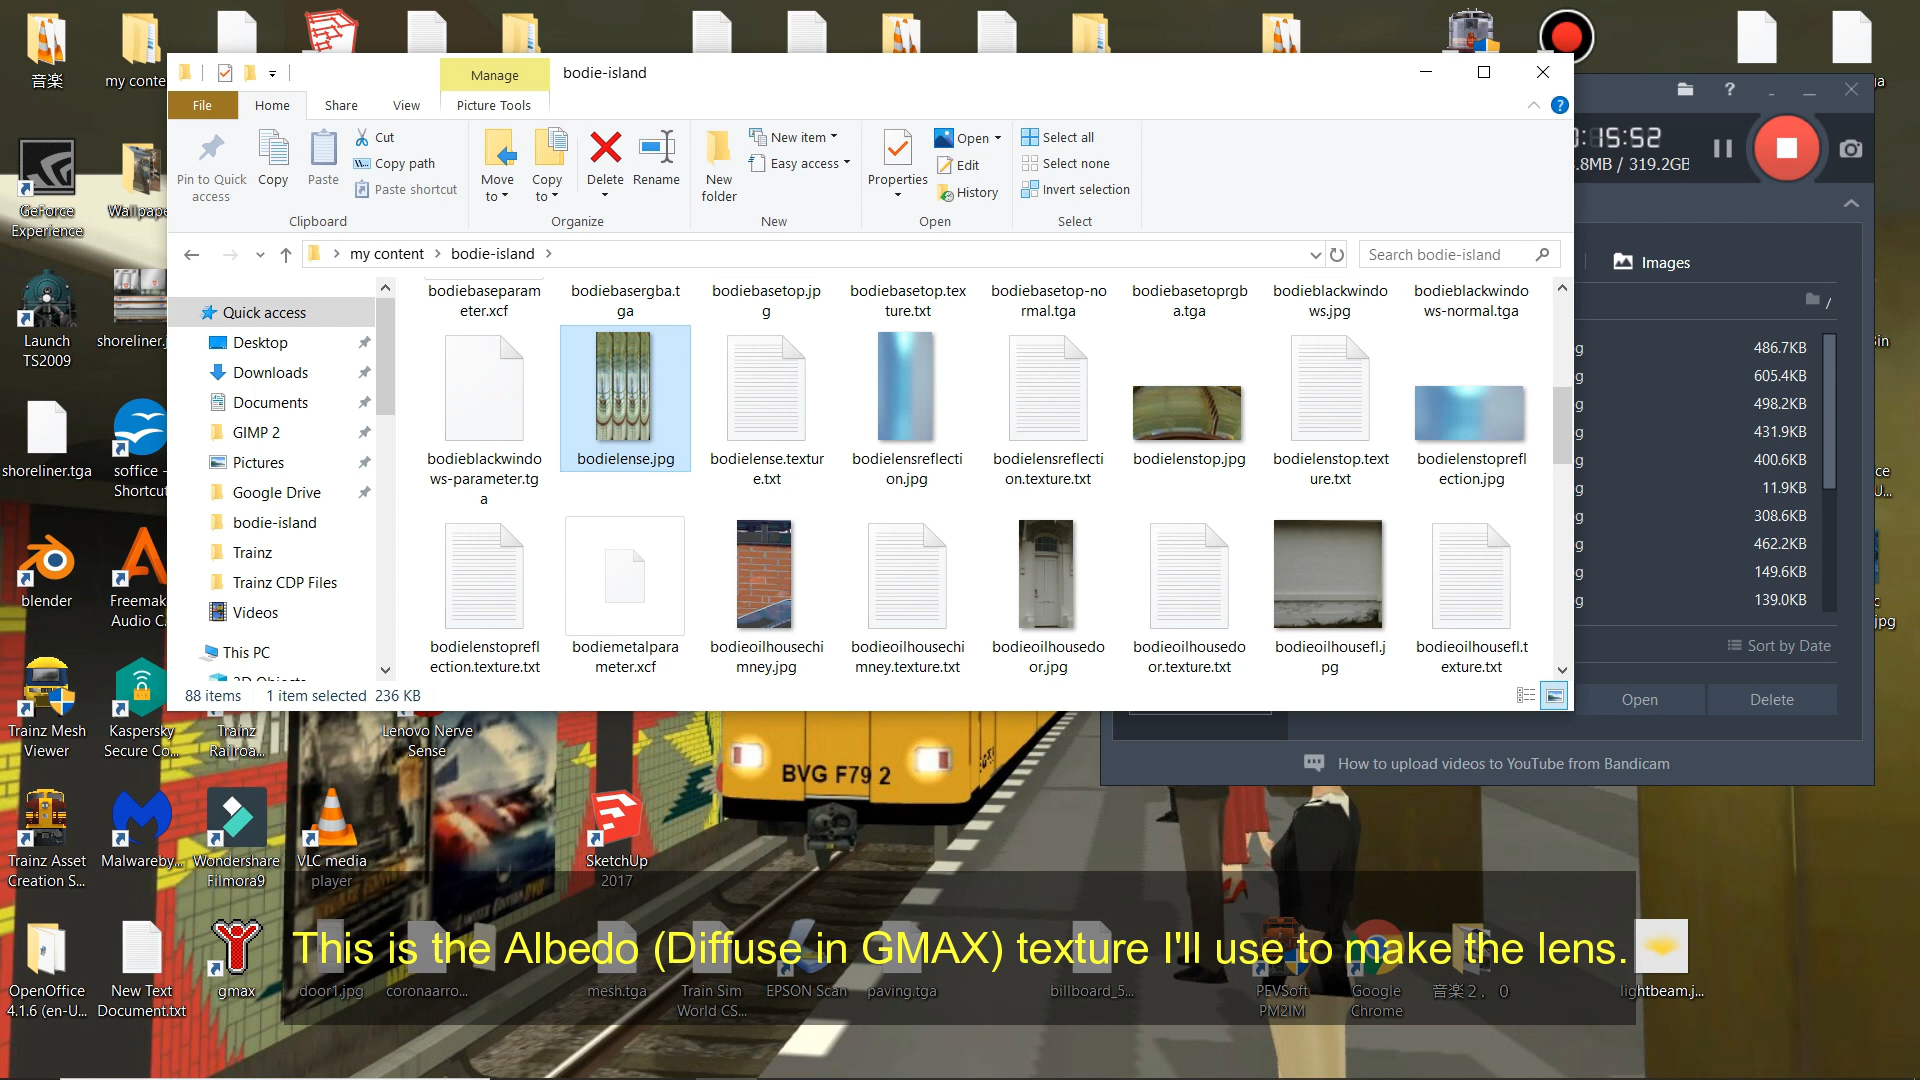 音楽
my conte
Manage
bodie-island
File
Home
Share
View
Picture Tools
Pin to Quick access
Copy
Paste
Cut
Copy path
Paste shortcut
Clipboard
Move to
Copy to
Delete
Rename
Organize
New folder
New item
Easy access
New
Properties
Open
Edit
History
Open
Select all
Select none
Invert selection
Select
my content
bodie-island
Search bodie-island
Quick access
Desktop
Downloads
Documents
GIMP 2
Pictures
Google Drive
bodie-island
Trainz
Trainz CDP Files
Videos
This PC
bodiebaseparam
eter.xcf
bodiebasergba.t
ga
bodiebasetop.jp
g
bodiebasetop.tex
ture.txt
bodiebasetop-no
rmal.tga
bodiebasetoprgb
a.tga
bodieblackwindo
ws.jpg
bodieblackwindo
ws-normal.tga
bodieblackwindo
ws-parameter.tg
a
bodielense.jpg
bodielense.textur
e.txt
bodielensreflecti
on.jpg
bodielensreflecti
on.texture.txt
bodielenstop.jpg
bodielenstop.text
ure.txt
bodielenstoprefl
ection.jpg
bodielenstoprefl
ection.texture.txt
bodiemetalpara
meter.xcf
bodieoilhousechi
mney.jpg
bodieoilhousechi
mney.texture.txt
bodieoilhousedo
or.jpg
bodieoilhousedo
or.texture.txt
bodieoilhousefl.j
pg
bodieoilhousefl.t
exture.txt
88 items
1 item selected
236 KB
:15:52
.8MB / 319.2GB
Images
/
486.7KB
605.4KB
498.2KB
431.9KB
400.6KB
11.9KB
308.6KB
462.2KB
149.6KB
139.0KB
Sort by Date
Open
Delete
How to upload videos to YouTube from Bandicam
GeForce
Experience
Wallpape
Launch
TS2009
shoreliner.j
shoreliner.tga
soffice -
Shortcut
blender
Freemak
Audio C..
Trainz Mesh
Viewer
Kaspersky
Secure Co...
Trainz
Railroa...
Lenovo Nerve
Sense
BVG F79 2
Trainz Asset
Creation S...
Malwareby...
Wondershare
Filmora9
VLC media
player
SketchUp
2017
This is the Albedo (Diffuse in GMAX) texture I'll use to make the lens.
OpenOffice
4.1.6 (en-U...
New Text
Document.txt
gmax
door1.jpg
coronaarro...
mesh.tga
Train Sim
World CS...
EPSON Scan
paving.tga
billboard_5...
PEVSoft
PM2IM
Google
Chrome
音楽２．０
lightbeam.j...